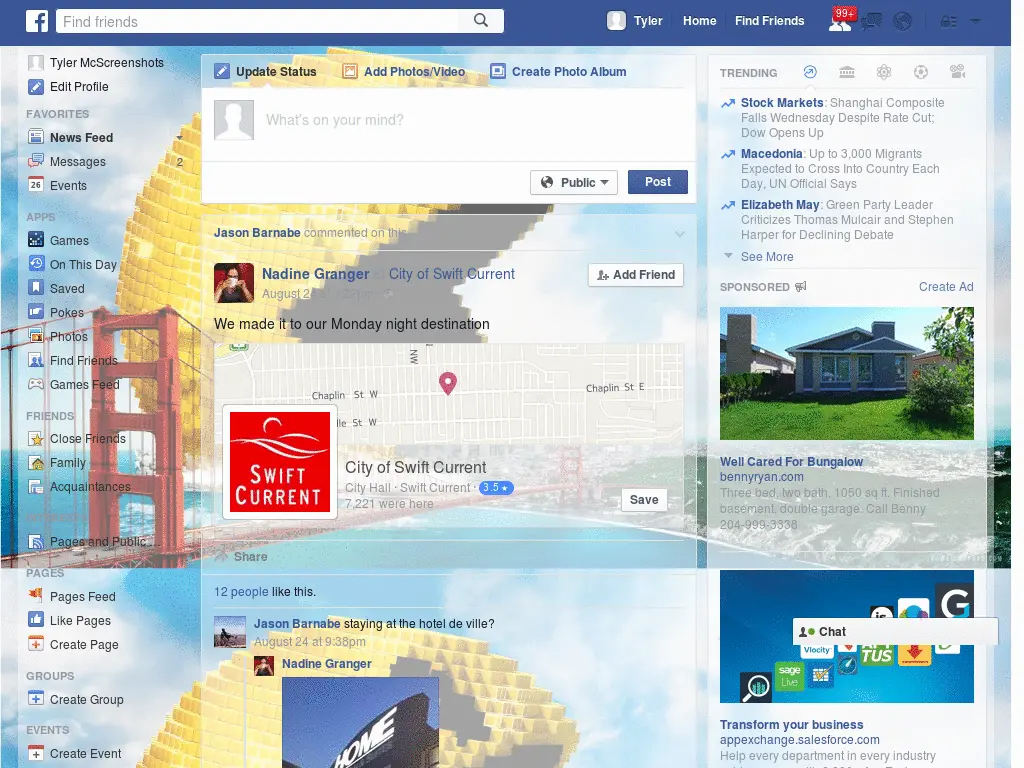 Find friends
Tyler
Home
Find Friends
99+
Tyler McScreenshots
Edit Profile
FAVORITES
News Feed
Messages
2
Events
26
APPS
Games
On This Day
Saved
Pokes
Photos
Find Friends
Games Feed
FRIENDS
Close Friends
Family
Acquaintances
Pages and Public ...
PAGES
Pages Feed
Like Pages
Create Page
GROUPS
Create Group
EVENTS
Create Event
Update Status
Add Photos/Video
Create Photo Album
What's on your mind?
Public
Post
Jason Barnabe commented on this.
Nadine Granger
City of Swift Current
Add Friend
We made it to our Monday night destination
NW
Chaplin St W
Chaplin St E
St W
SWIFT
CURRENT
City of Swift Current
City Hall · Swift Current · 3.5 ★
7,221 were here
Save
Share
12 people like this.
Jason Barnabe staying at the hotel de ville?
August 24 at 9:38pm
Nadine Granger
HOME
TRENDING
Stock Markets: Shanghai Composite
Falls Wednesday Despite Rate Cut;
Dow Opens Up
Macedonia: Up to 3,000 Migrants
Expected to Cross Into Country Each
Day, UN Official Says
Elizabeth May: Green Party Leader
Criticizes Thomas Mulcair and Stephen
Harper for Declining Debate
See More
SPONSORED
Create Ad
Well Cared For Bungalow
bennyryan.com
Three bed, two bath, 1050 sq ft. Finished
basement, double garage. Call Benny
204-999-3338
G
Chat
Vlocity
APTUS
sage
Live
Transform your business
appexchange.salesforce.com
Help every department in every industry